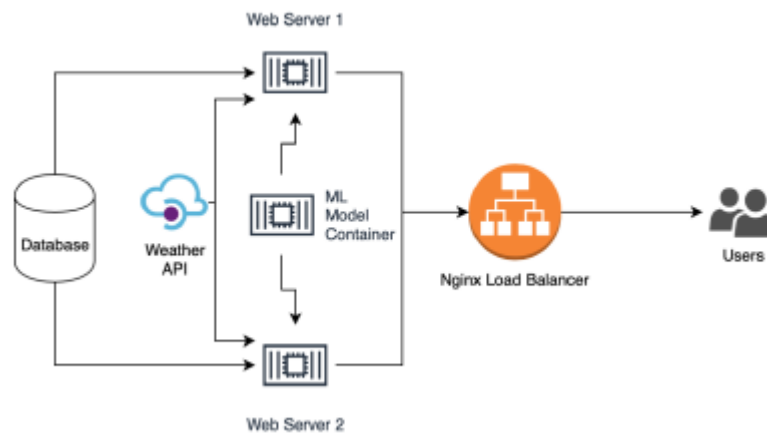 Web Server 1
Database
Weather
API
ML
Model
Container
Nginx Load Balancer
Users
Web Server 2